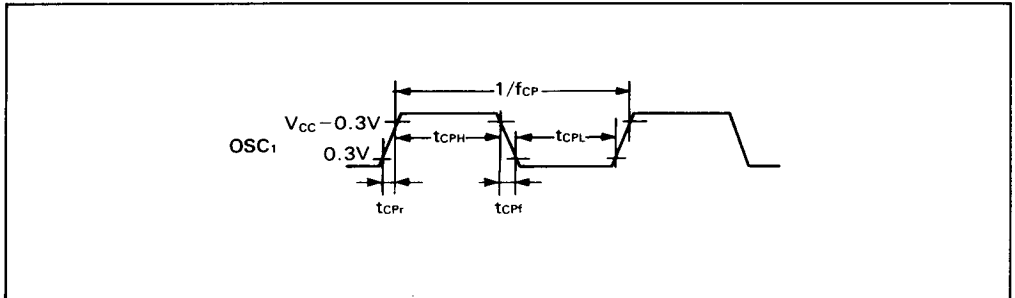 1/fCP
VCC−0.3V
tCPH
tCPL
OSC1
0.3V
tCPr
tCPf